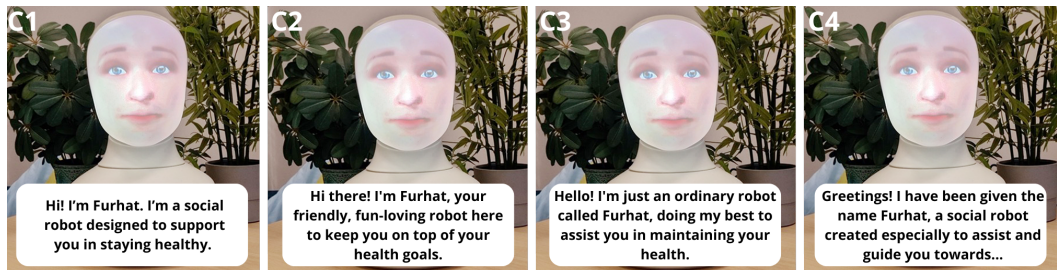 C1
Hi! I’m Furhat. I’m a social
robot designed to support
you in staying healthy.
C2
Hi there! I'm Furhat, your
friendly, fun-loving robot here
to keep you on top of your
health goals.
C3
Hello! I'm just an ordinary robot
called Furhat, doing my best to
assist you in maintaining your
health.
C4
Greetings! I have been given the
name Furhat, a social robot
created especially to assist and
guide you towards...